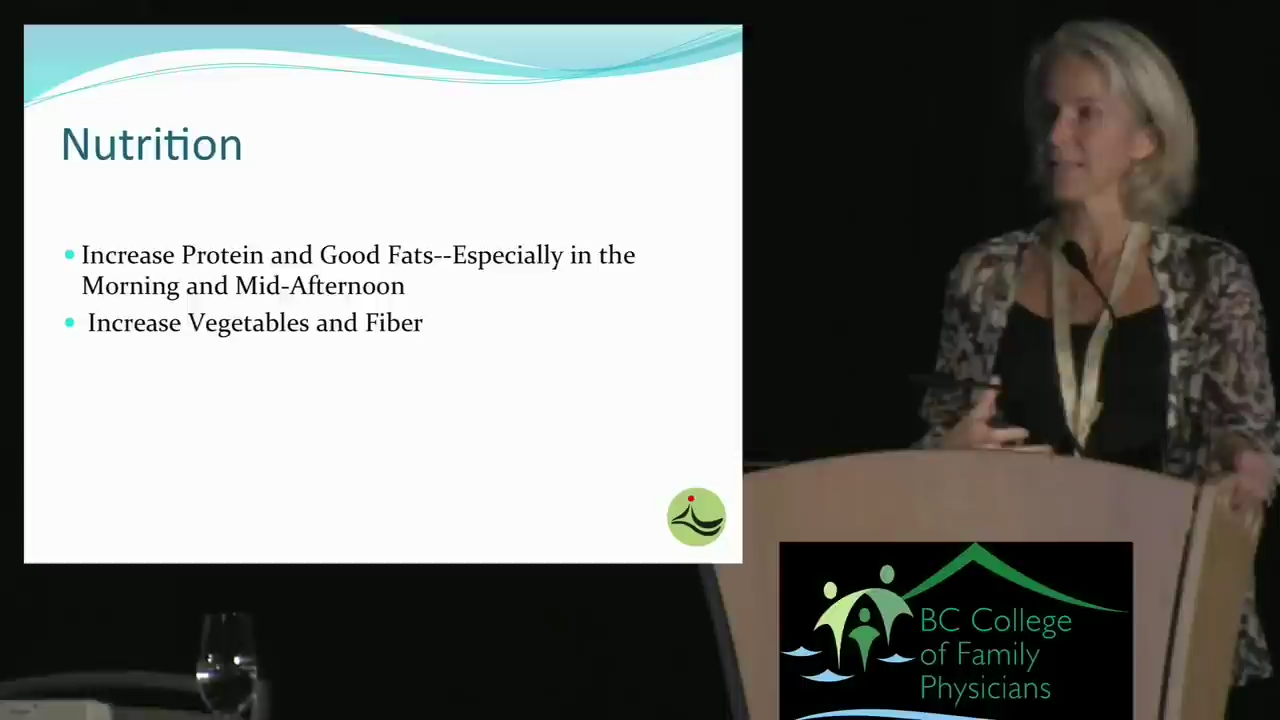 Nutrition
Increase Protein and Good Fats--Especially in the
Morning and Mid-Afternoon
Increase Vegetables and Fiber
BC College
of Family
Physicians